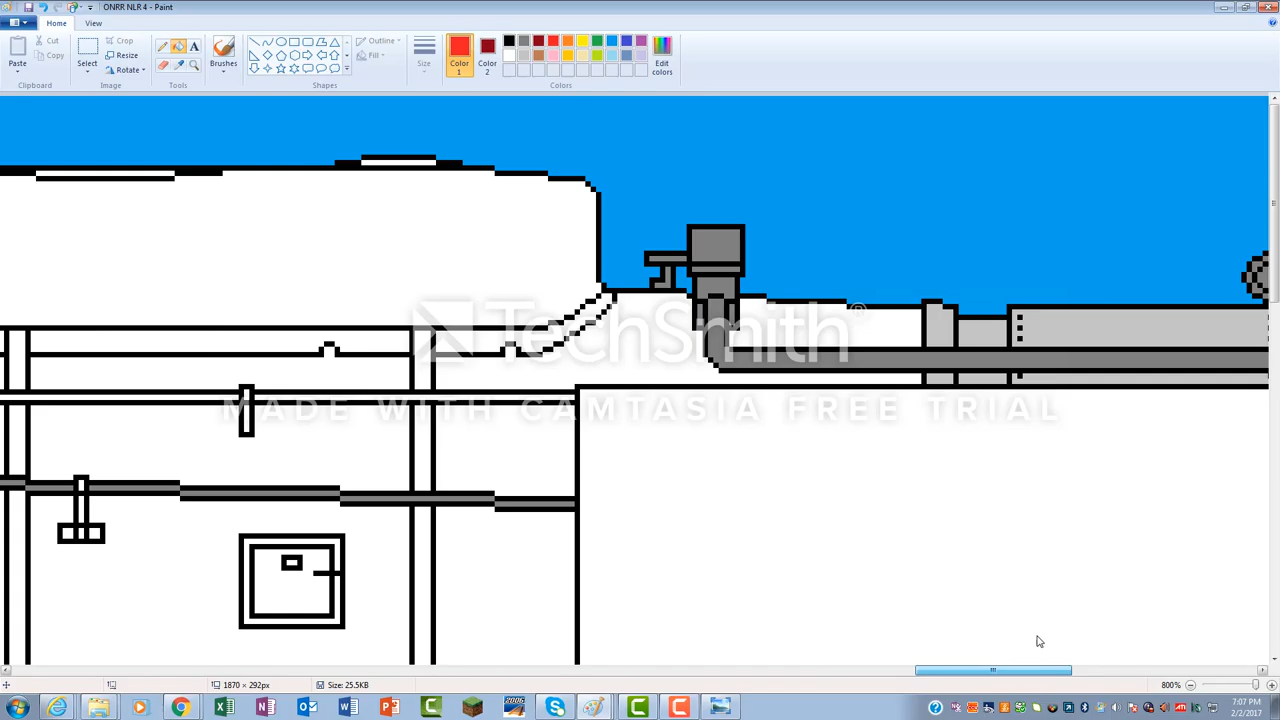 ONRR NLR 4 - Paint
Home
View
Paste
Cut
Copy
Clipboard
Select
Crop
Resize
Rotate
Image
A
Tools
Brushes
Outline
Fill
Shapes
Size
Color 1
Color 2
Edit colors
Colors
TechSmith®
MADE WITH CAMTASIA FREE TRIAL
1870 × 292px
Size: 25.5KB
800%
7:07 PM
2/2/2017